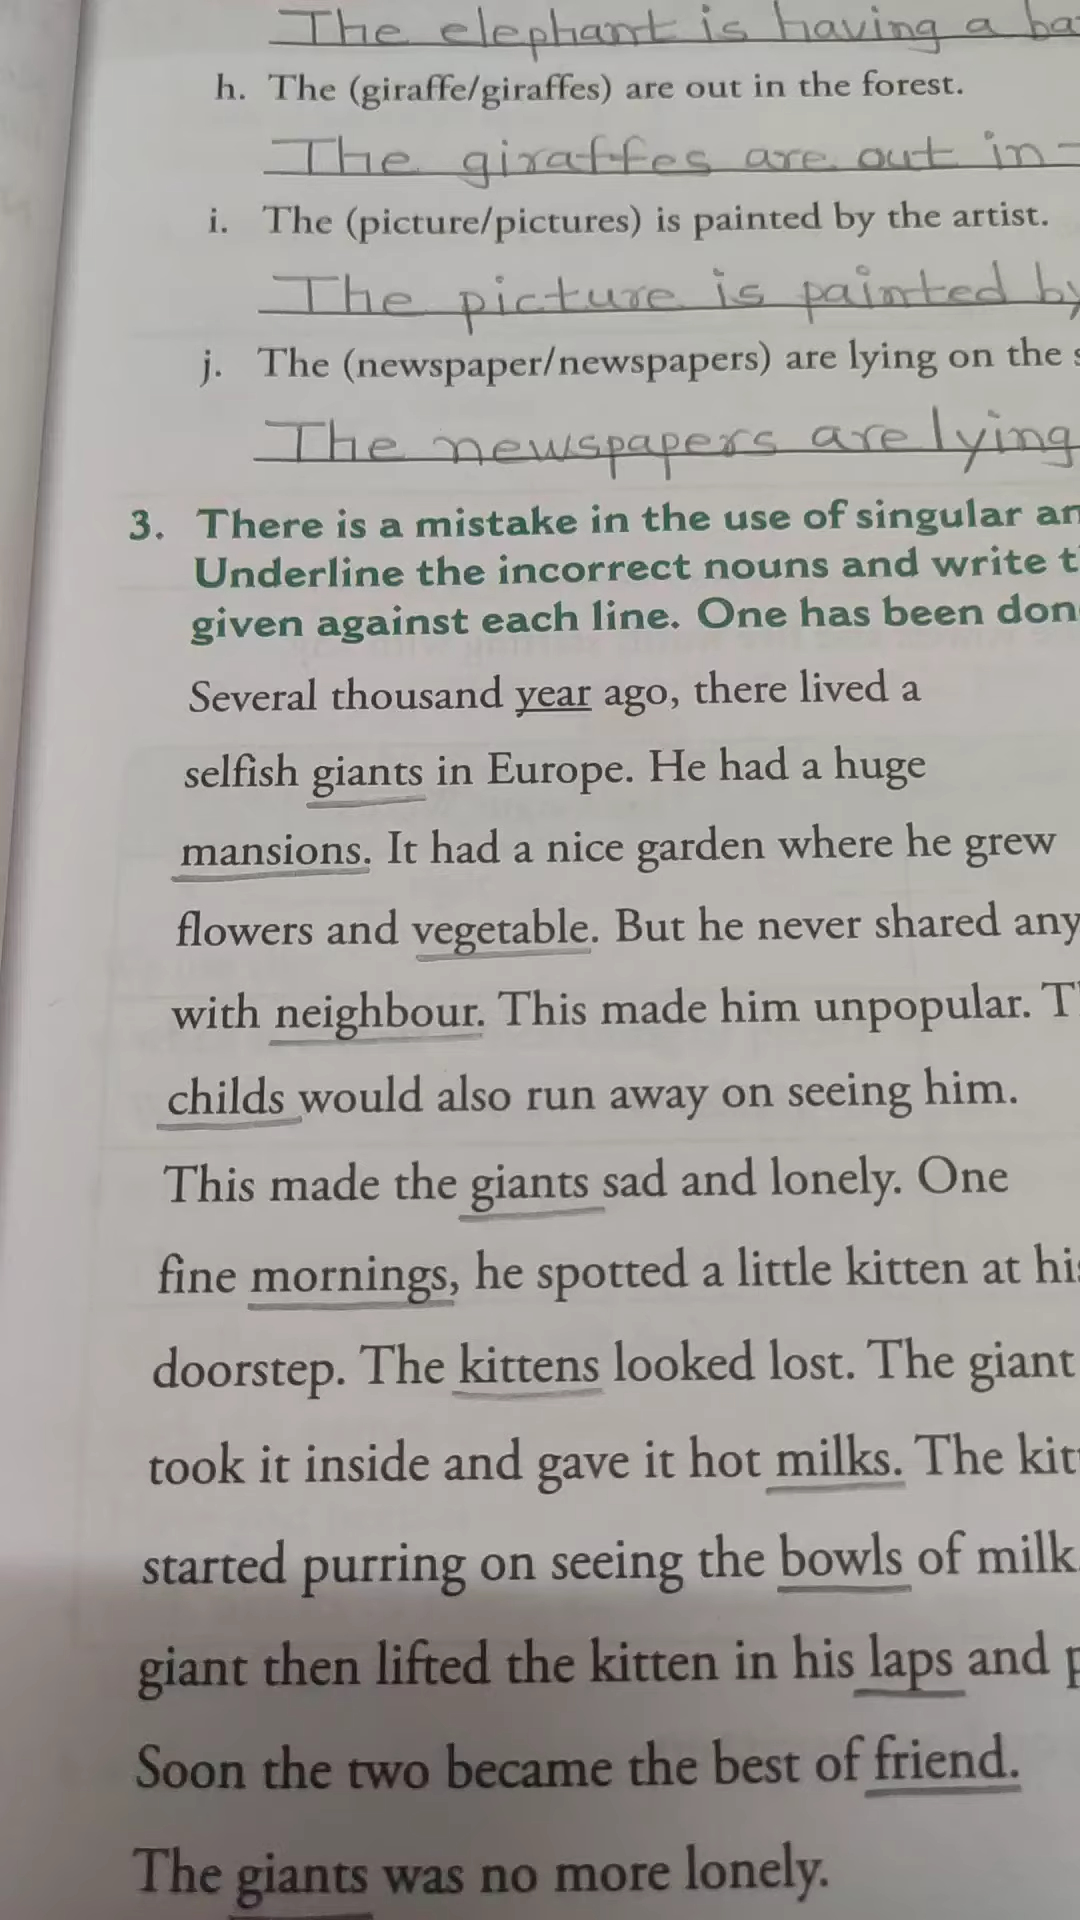 The elephant is having a
h. The (giraffe/giraffes) are out in the forest.
The giraffes are out in
i. The (picture/pictures) is painted by the artist.
The picture is painted by
j. The (newspaper/newspapers) are lying on the
The newspapers are lying
3. There is a mistake in the use of singular
Underline the incorrect nouns and write
given against each line. One has been
Several thousand year ago, there lived a
selfish giants in Europe. He had a huge
mansions. It had a nice garden where he grew
flowers and vegetable. But he never shared any
with neighbour. This made him unpopular.
childs would also run away on seeing him.
This made the giants sad and lonely. One
fine mornings, he spotted a little kitten at
doorstep. The kittens looked lost. The giant
took it inside and gave it hot milks. The
started purring on seeing the bowls of milk.
giant then lifted the kitten in his laps and
Soon the two became the best of friend.
The giants was no more lonely.